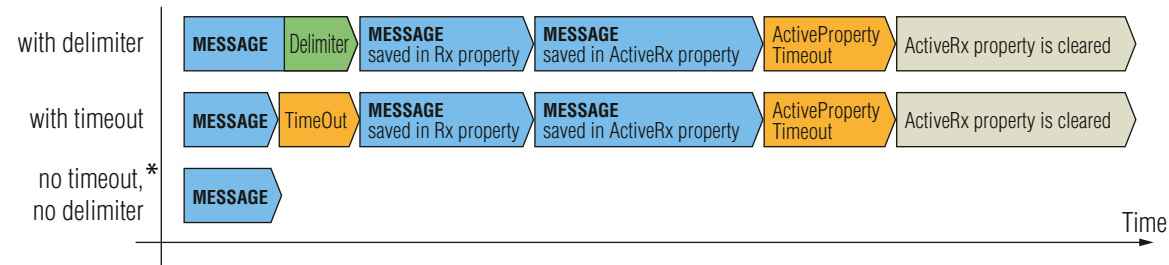 with delimiter
MESSAGE
Delimiter
MESSAGE
saved in Rx property
MESSAGE
saved in ActiveRx property
ActiveProperty
Timeout
ActiveRx property is cleared
with timeout
MESSAGE
TimeOut
MESSAGE
saved in Rx property
MESSAGE
saved in ActiveRx property
ActiveProperty
Timeout
ActiveRx property is cleared
no timeout,*
no delimiter
MESSAGE
Time